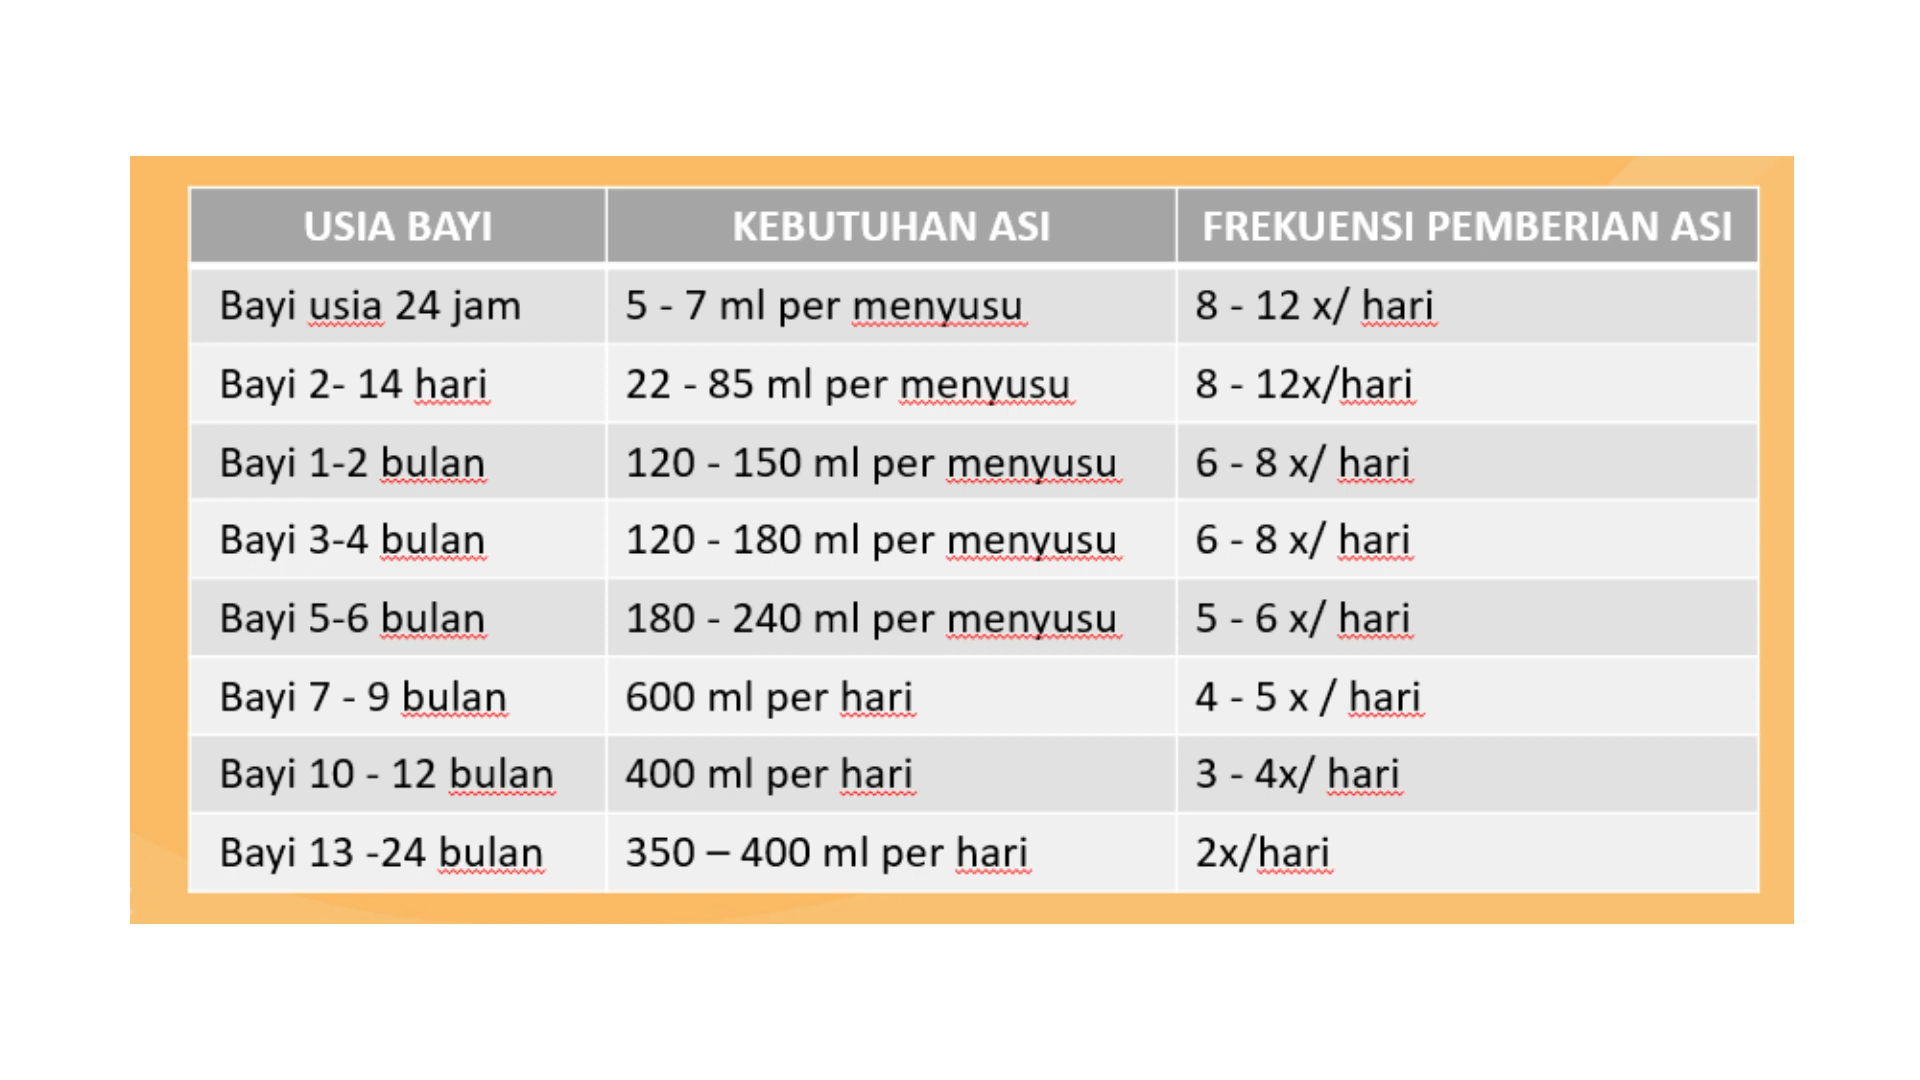 USIA BAYI KEBUTUHAN ASI FREKUENSI PEMBERIAN ASI
Bayi usia 24 jam 5 - 7 ml per menyusu 8 - 12 x/ hari
Bayi 2- 14 hari 22 - 85 ml per menyusu 8 - 12x/hari
Bayi 1-2 bulan 120 - 150 ml per menyusu 6 - 8 x/ hari
Bayi 3-4 bulan 120 - 180 ml per menyusu 6 - 8 x/ hari
Bayi 5-6 bulan 180 - 240 ml per menyusu 5 - 6 x/ hari
Bayi 7 - 9 bulan 600 ml per hari 4 - 5 x / hari
Bayi 10 - 12 bulan 400 ml per hari 3 - 4x/ hari
Bayi 13 -24 bulan 350 – 400 ml per hari 2x/hari